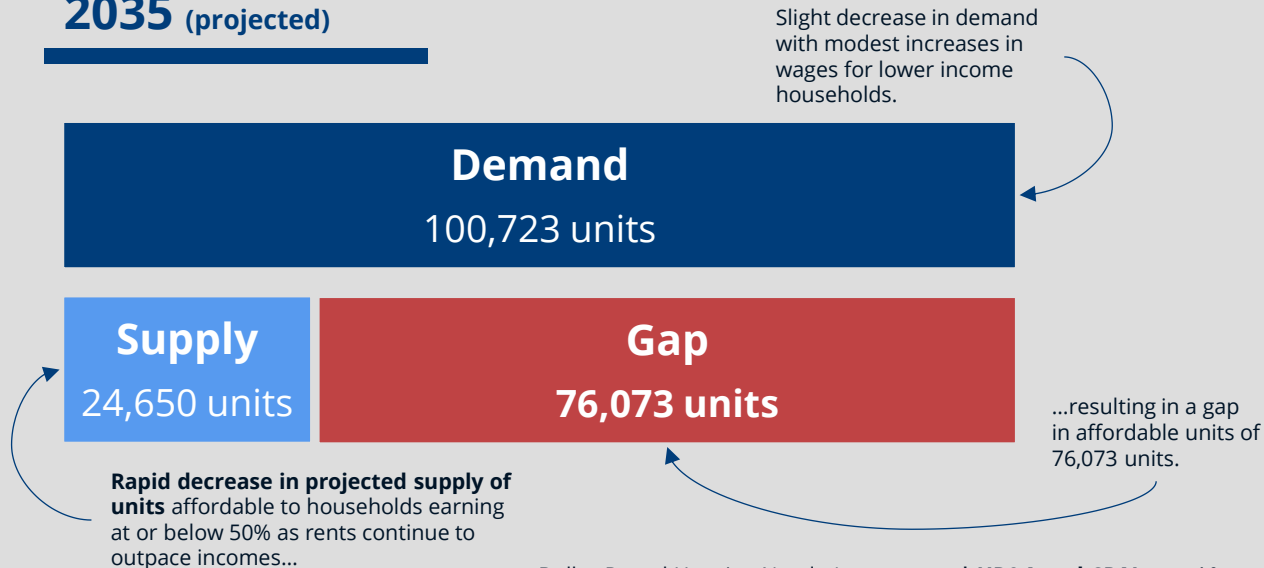 2035 (projected)
Slight decrease in demand
with modest increases in
wages for lower income
households.
Demand
100,723 units
Supply
24,650 units
Gap
76,073 units
...resulting in a gap
in affordable units of
76,073 units.
Rapid decrease in projected supply of
units affordable to households earning
at or below 50% as rents continue to
outpace incomes...